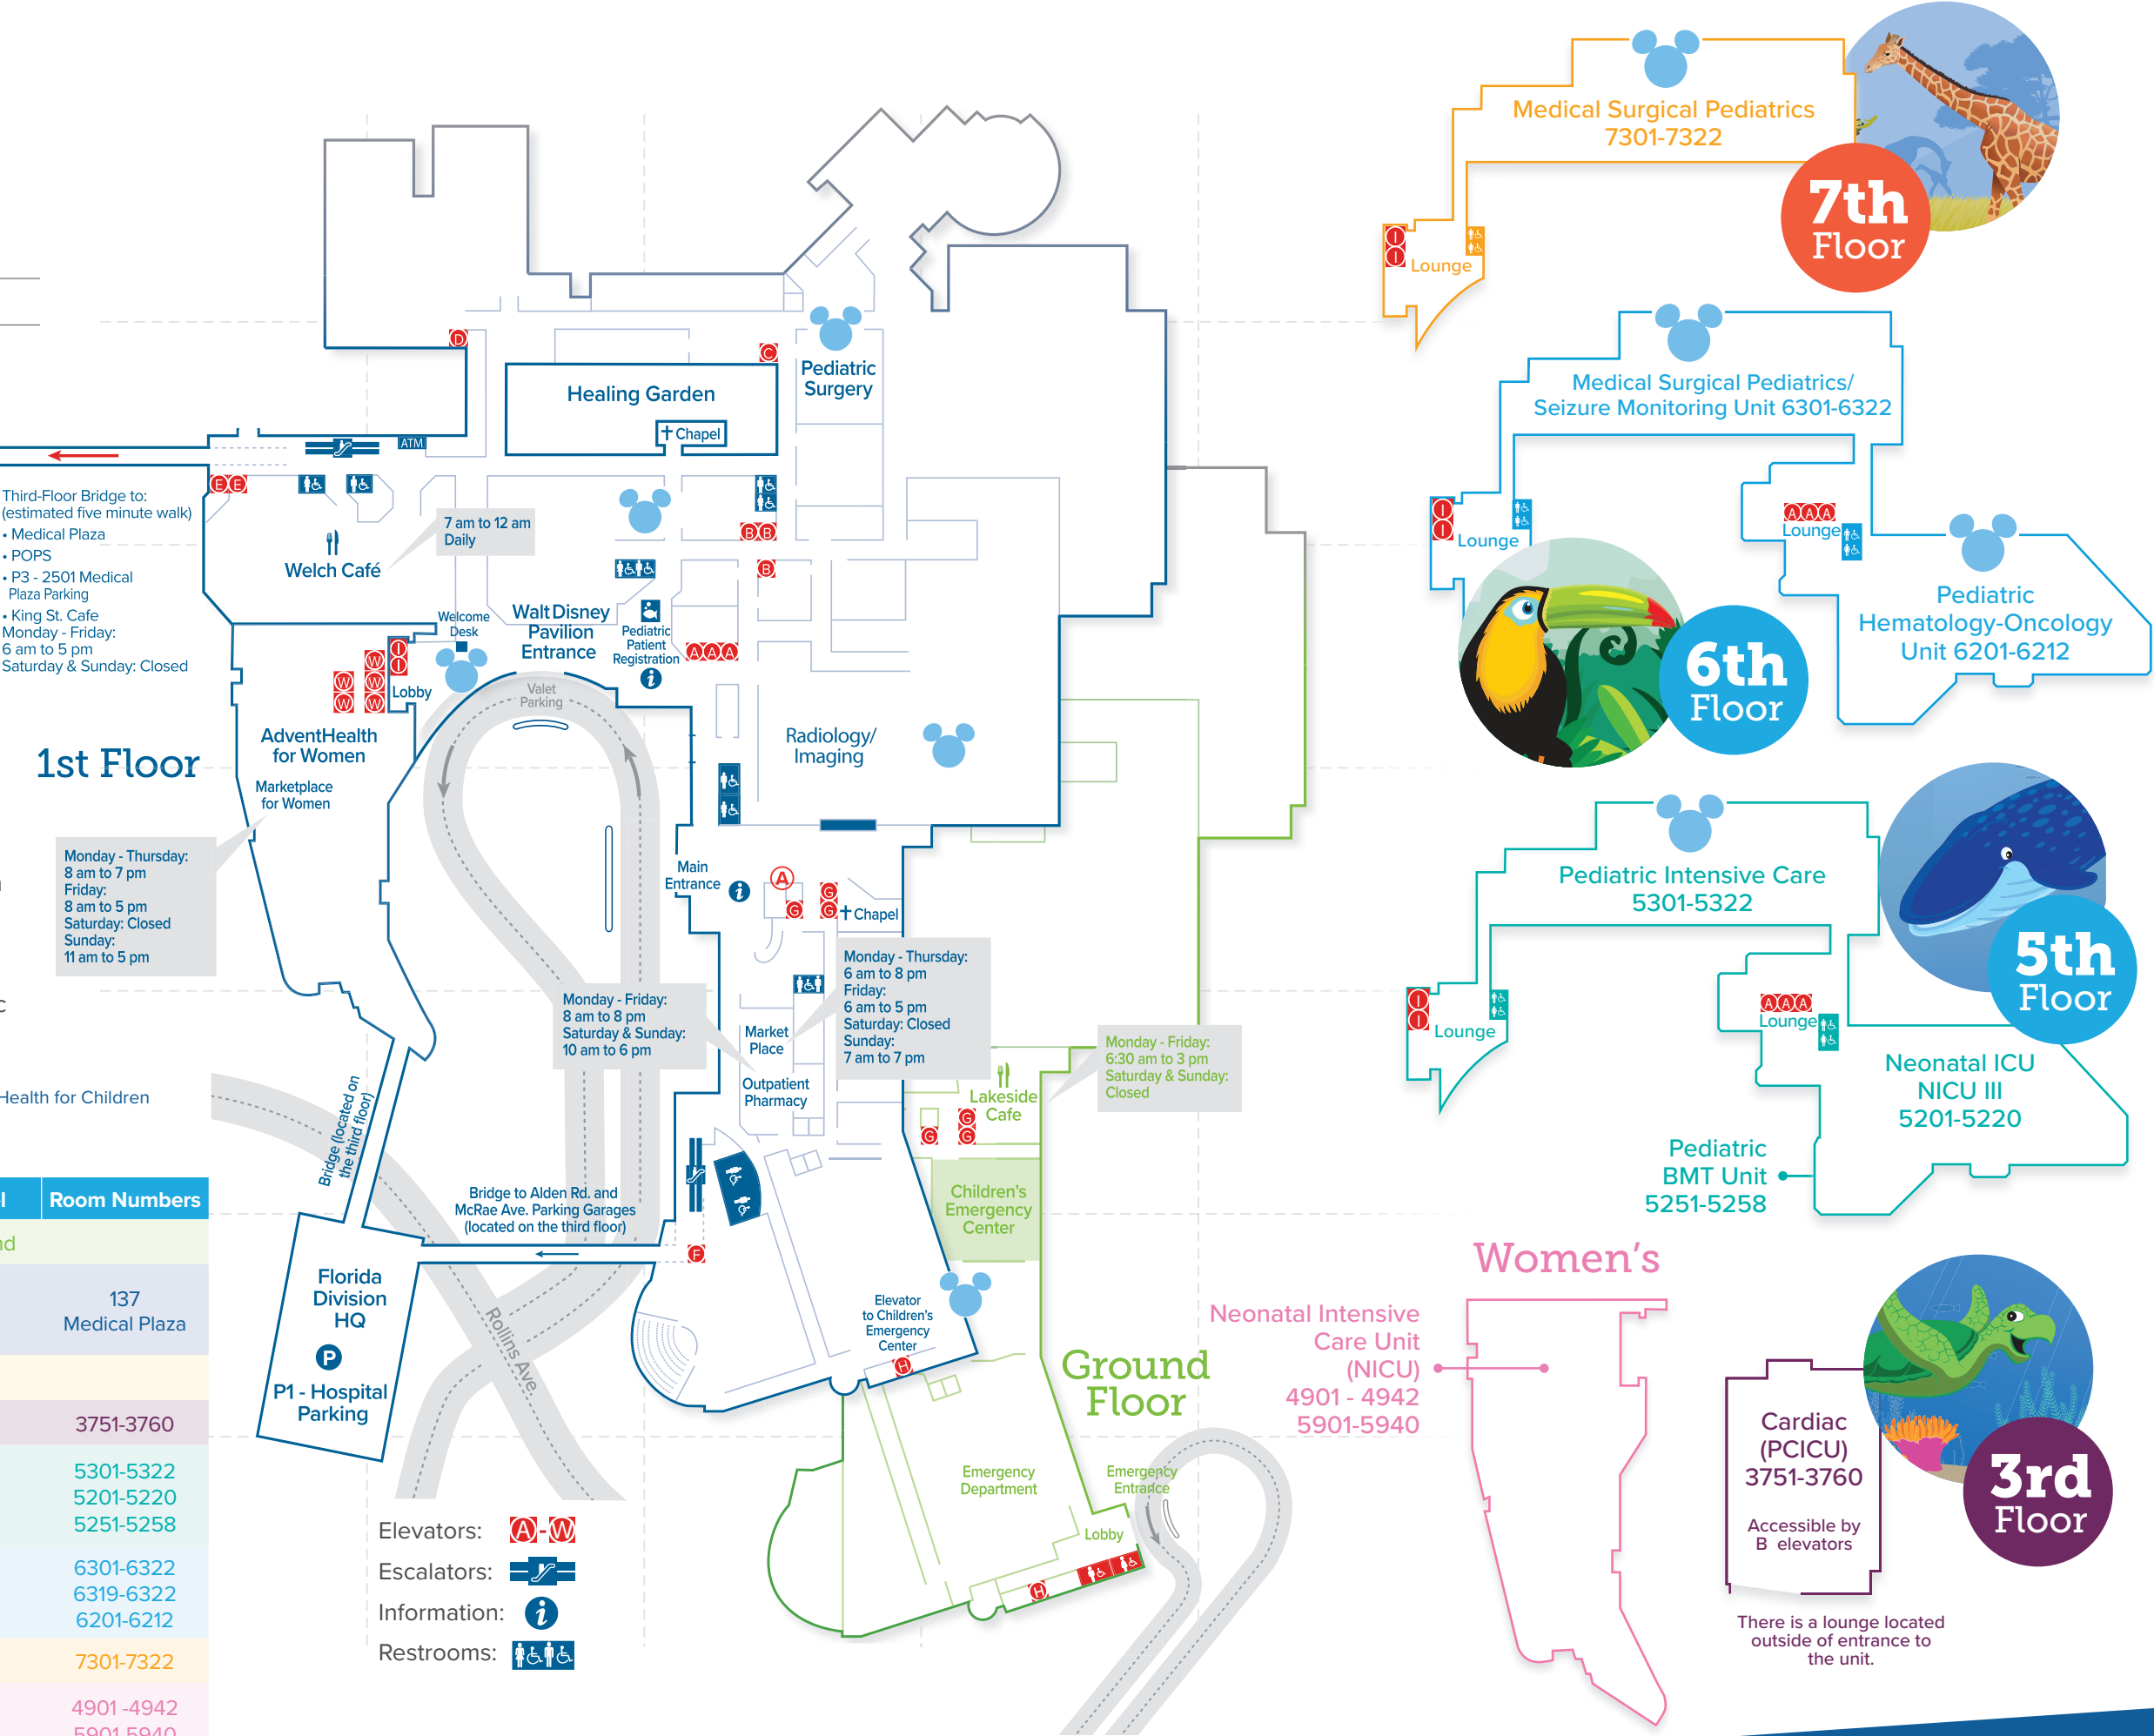 Medical Surgical Pediatrics
7301-7322
7th
Floor
I
I
Lounge
Medical Surgical Pediatrics/
Seizure Monitoring Unit 6301-6322
I
I
Lounge
AAA
Lounge
Pediatric
Hematology-Oncology
Unit 6201-6212
6th
Floor
Pediatric Intensive Care
5301-5322
I
I
Lounge
AAA
Lounge
5th
Floor
Neonatal ICU
NICU III
5201-5220
Pediatric
BMT Unit
5251-5258
Women's
Neonatal Intensive
Care Unit
(NICU)
4901 - 4942
5901-5940
Cardiac
(PCICU)
3751-3760
Accessible by
B elevators
3rd
Floor
There is a lounge located
outside of entrance to
the unit.
D
C
Healing Garden
Chapel
Pediatric
Surgery
ATM
E E
Third-Floor Bridge to:
(estimated five minute walk)
• Medical Plaza
• POPS
• P3 - 2501 Medical
Plaza Parking
• King St. Cafe
Monday - Friday:
6 am to 5 pm
Saturday & Sunday: Closed
7 am to 12 am
Daily
Welch Café
B B
B
Welcome
Desk
Walt Disney
Pavilion
Entrance
Pediatric
Patient
Registration
i
AAA
I
I
W
W
W
W
W
Lobby
Valet
Parking
AdventHealth
for Women
Marketplace
for Women
1st Floor
Monday - Thursday:
8 am to 7 pm
Friday:
8 am to 5 pm
Saturday: Closed
Sunday:
11 am to 5 pm
Radiology/
Imaging
Main
Entrance
i
A
G
G
G
Chapel
Monday - Thursday:
6 am to 8 pm
Friday:
6 am to 5 pm
Saturday: Closed
Sunday:
7 am to 7 pm
Monday - Friday:
8 am to 8 pm
Saturday & Sunday:
10 am to 6 pm
Market
Place
Outpatient
Pharmacy
Monday - Friday:
6:30 am to 3 pm
Saturday & Sunday:
Closed
Lakeside
Cafe
G
G
G
Children's
Emergency
Center
Bridge (located on
the third floor)
Bridge to Alden Rd. and
McRae Ave. Parking Garages
(located on the third floor)
F
Florida
Division
HQ
P
P1 - Hospital
Parking
Rollins Ave.
Elevator
to Children's
Emergency
Center
H
Ground
Floor
Emergency
Department
Emergency
Entrance
Lobby
H
Elevators: A-W
Escalators:
Information: i
Restrooms:
c
Health for Children
l
Room Numbers
nd
137
Medical Plaza
3751-3760
5301-5322
5201-5220
5251-5258
6301-6322
6319-6322
6201-6212
7301-7322
4901 -4942
5901-5940